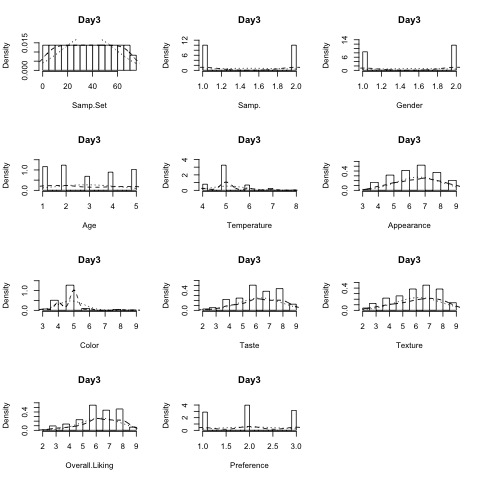 Day3 Day3 Day3
Density 0.000 0.015 Density 0 6 12 Density 0 6 14
0 20 40 60 1.0 1.2 1.4 1.6 1.8 2.0 1.0 1.2 1.4 1.6 1.8 2.0
Samp.Set Samp. Gender
Day3 Day3 Day3
Density 0.0 1.0 Density 0 2 4 Density 0.0 0.4
1 2 3 4 5 4 5 6 7 8 3 4 5 6 7 8 9
Age Temperature Appearance
Day3 Day3 Day3
Density 0.0 1.0 Density 0.0 0.4 Density 0.0 0.4
3 4 5 6 7 8 9 2 3 4 5 6 7 8 9 2 3 4 5 6 7 8 9
Color Taste Texture
Day3 Day3
Density 0.0 0.4 Density 0 2 4
2 3 4 5 6 7 8 9 1.0 1.5 2.0 2.5 3.0
Overall.Liking Preference